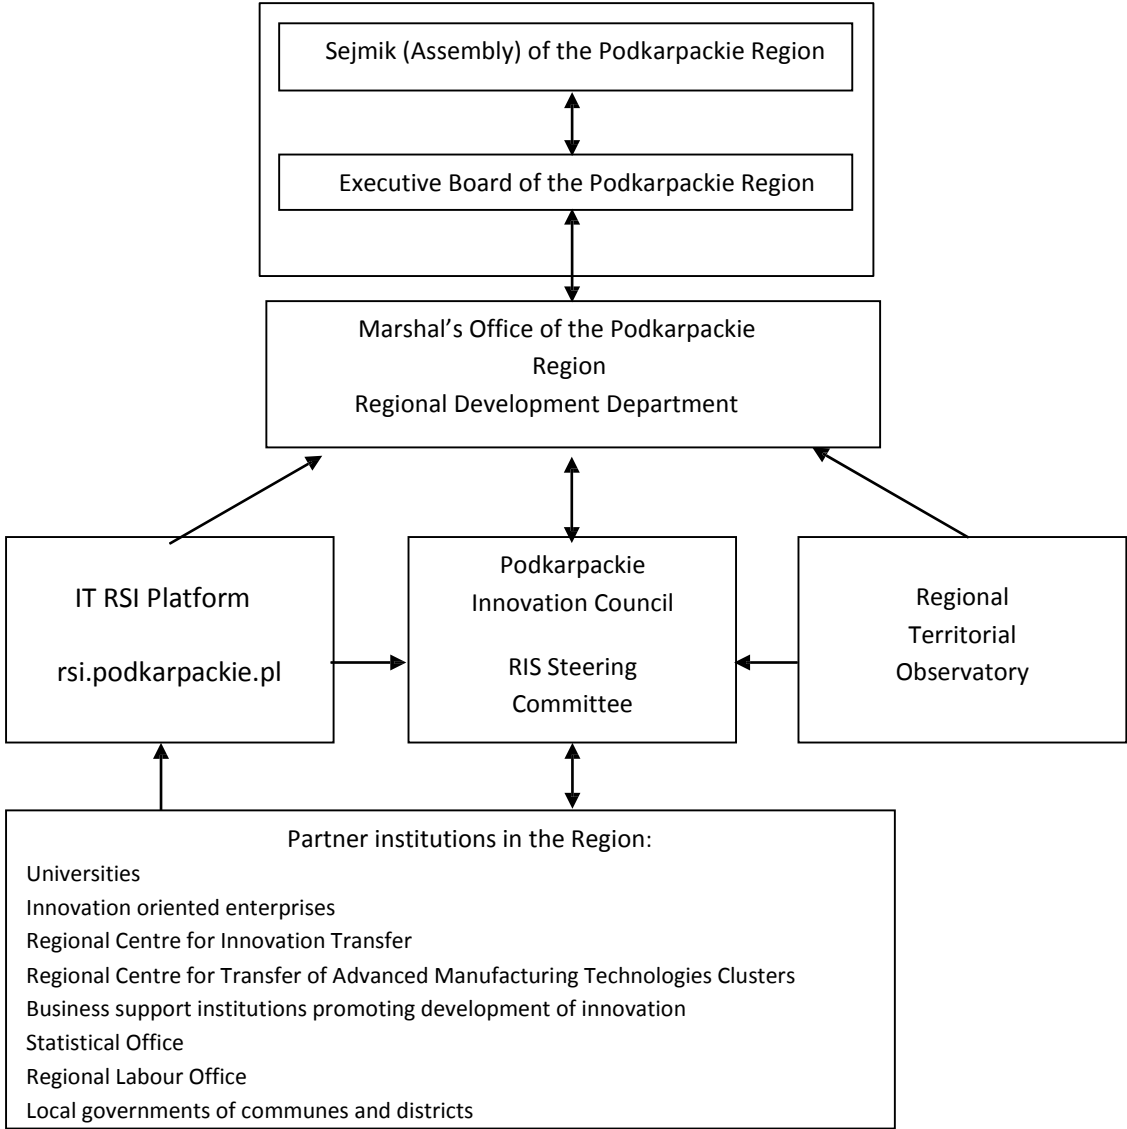 Sejmik (Assembly) of the Podkarpackie Region
Executive Board of the Podkarpackie Region
Marshal’s Office of the Podkarpackie
Region
Regional Development Department
IT RSI Platform
rsi.podkarpackie.pl
Podkarpackie
Innovation Council
RIS Steering
Committee
Regional
Territorial
Observatory
Partner institutions in the Region:
Universities
Innovation oriented enterprises
Regional Centre for Innovation Transfer
Regional Centre for Transfer of Advanced Manufacturing Technologies Clusters
Business support institutions promoting development of innovation
Statistical Office
Regional Labour Office
Local governments of communes and districts